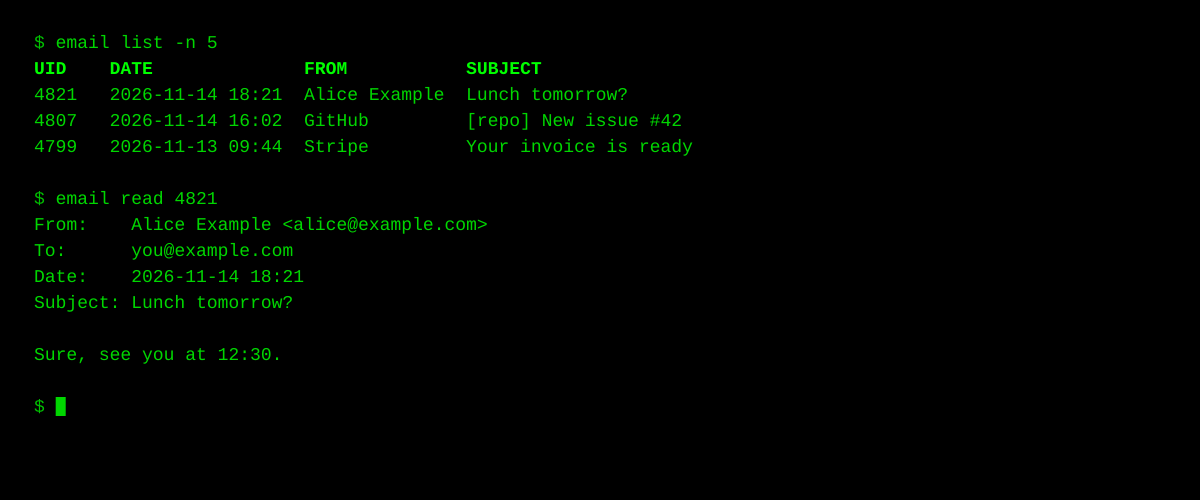 $ email list -n 5
UID    DATE              FROM           SUBJECT
4821   2026-11-14 18:21  Alice Example  Lunch tomorrow?
4807   2026-11-14 16:02  GitHub         [repo] New issue #42
4799   2026-11-13 09:44  Stripe         Your invoice is ready
$ email read 4821
From:    Alice Example <alice@example.com>
To:      you@example.com
Date:    2026-11-14 18:21
Subject: Lunch tomorrow?
Sure, see you at 12:30.
$